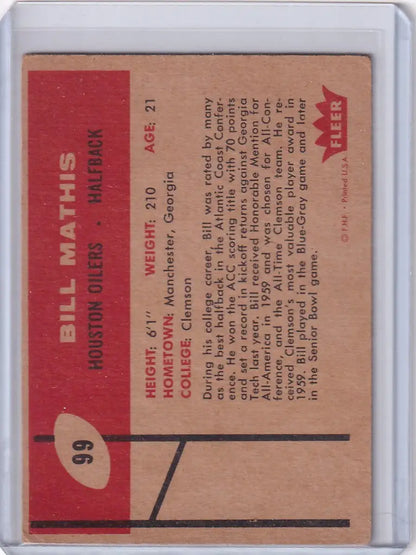 99
BILL MATHIS
HOUSTON OILERS • HALFBACK
HEIGHT: 6'1" WEIGHT: 210 AGE: 21
HOMETOWN: Manchester, Georgia
COLLEGE: Clemson
During his college career, Bill was rated by many
as the best halfback in the Atlantic Coast Confer-
ence. He won the ACC scoring title with 70 points
and set a record in kickoff returns against Georgia
Tech last year. Bill received Honorable Mention for
All-America in 1959 and was chosen for All-Con-
ference, and the All-Time Clemson team. He re-
ceived Clemson's most valuable player award in
1959. Bill played in the Blue-Gray game and later
in the Senior Bowl game.
FLEER
© F.H.F. • Printed U.S.A.